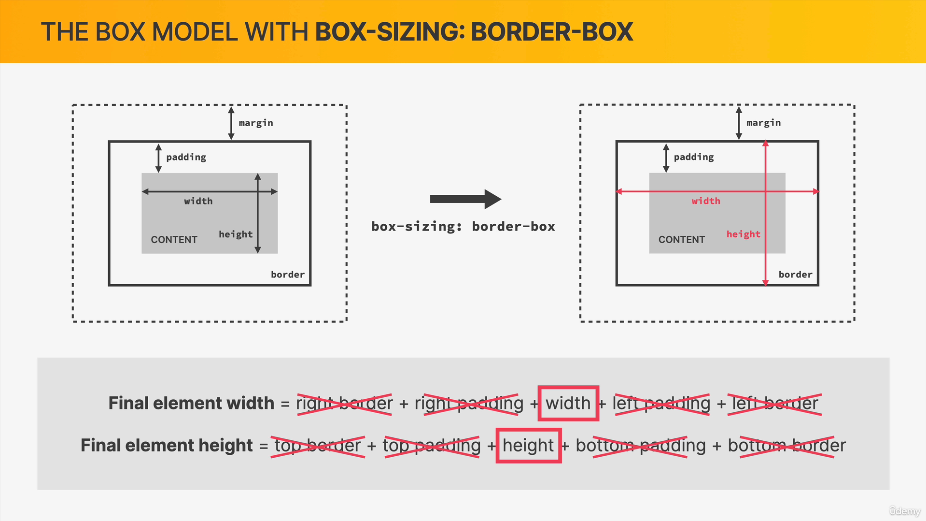 THE BOX MODEL WITH BOX-SIZING: BORDER-BOX
margin
padding
width
height
CONTENT
border
box-sizing: border-box
margin
padding
width
height
CONTENT
border
Final element width = right border + right padding + width + left padding + left border
Final element height = top border + top padding + height + bottom padding + bottom border
ûdemy